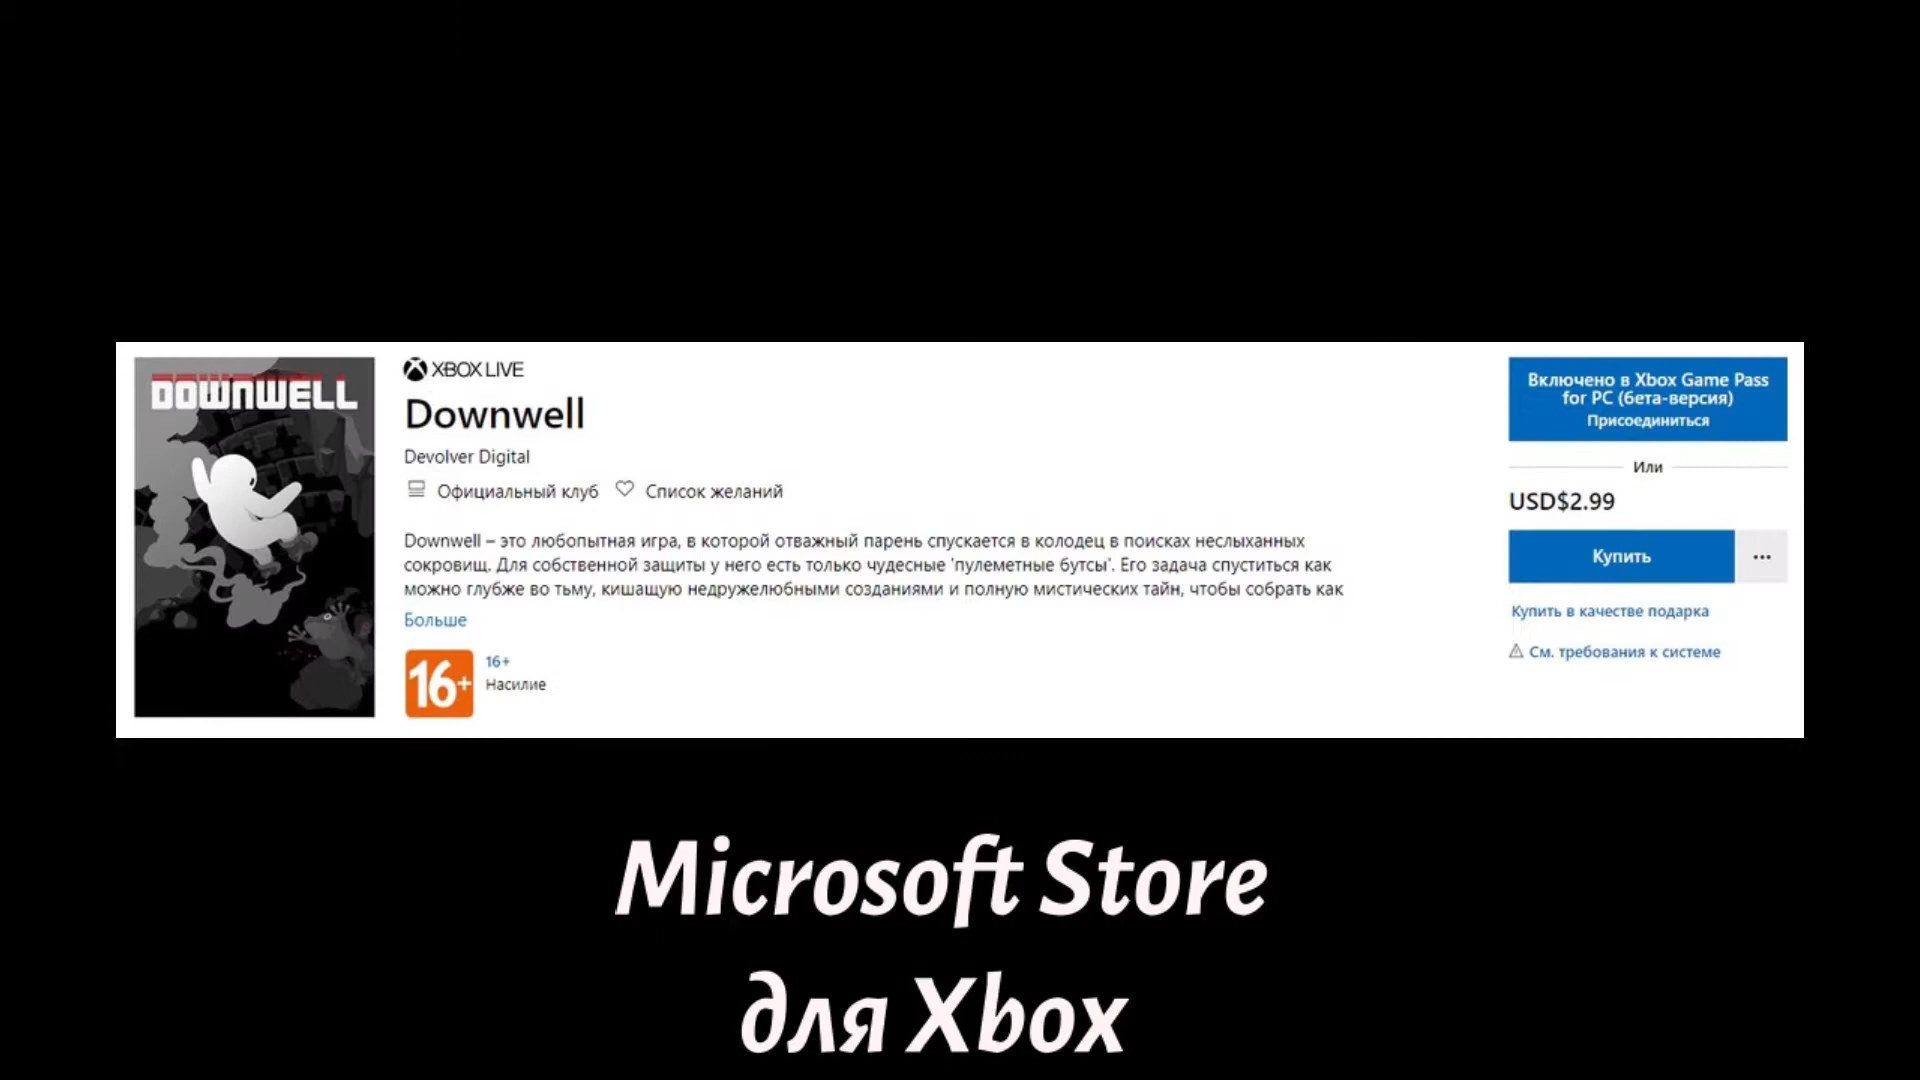 DOWNWELL
XBOX LIVE
Downwell
Devolver Digital
Официальный клуб Список желаний
Downwell – это любопытная игра, в которой отважный парень спускается в колодец в поисках неслыханных
сокровищ. Для собственной защиты у него есть только чудесные 'пулеметные бутсы'. Его задача спуститься как
можно глубже во тьму, кишащую недружелюбными созданиями и полную мистических тайн, чтобы собрать как
Больше
16+
16+
Насилие
Включено в Xbox Game Pass
for PC (бета-версия)
Присоединиться
Или
USD$2.99
Купить
...
Купить в качестве подарка
См. требования к системе
Microsoft Store
для Xbox